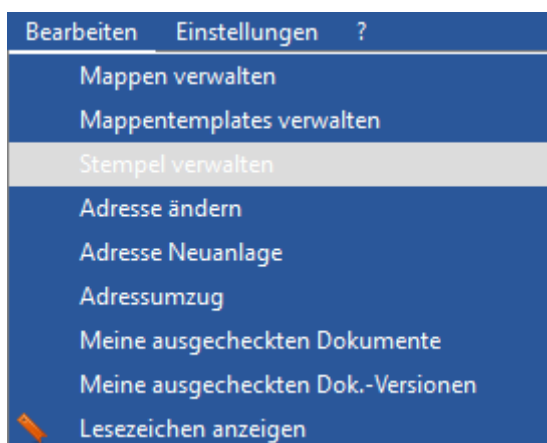 Bearbeiten Einstellungen ?
Mappen verwalten
Mappentemplates verwalten
Stempel verwalten
Adresse ändern
Adresse Neuanlage
Adressumzug
Meine ausgecheckten Dokumente
Meine ausgecheckten Dok.-Versionen
Lesezeichen anzeigen